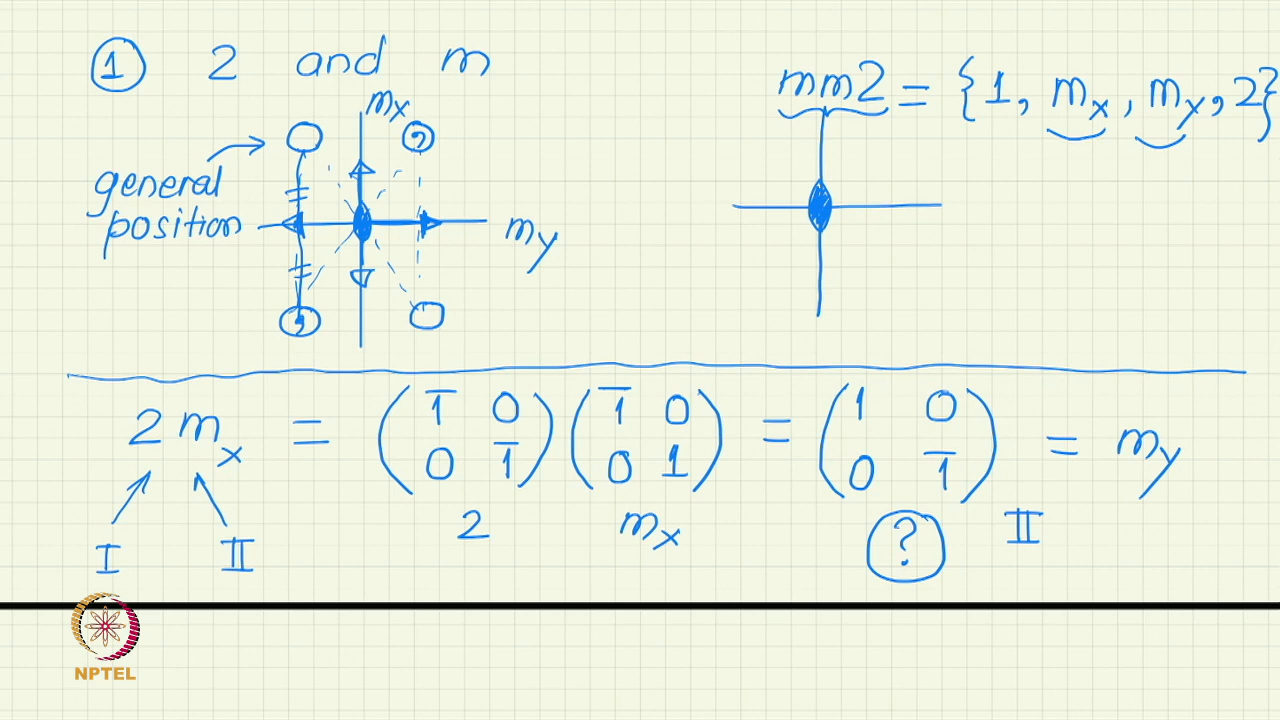 ① 2 and m
mx
mm2 = {1, mx, my, 2}
general
position
my
2 mx = (1̄ 0 / 0 1̄) (1̄ 0 / 0 1) = (1 0 / 0 1̄) = my
I II 2 mx ? II
NPTEL